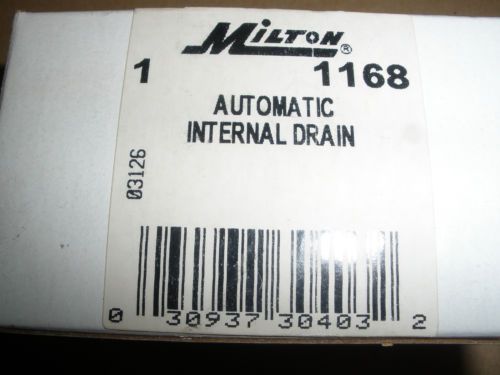 MILTON®
1 1168
AUTOMATIC
INTERNAL DRAIN
03126
0 30937 30403 2